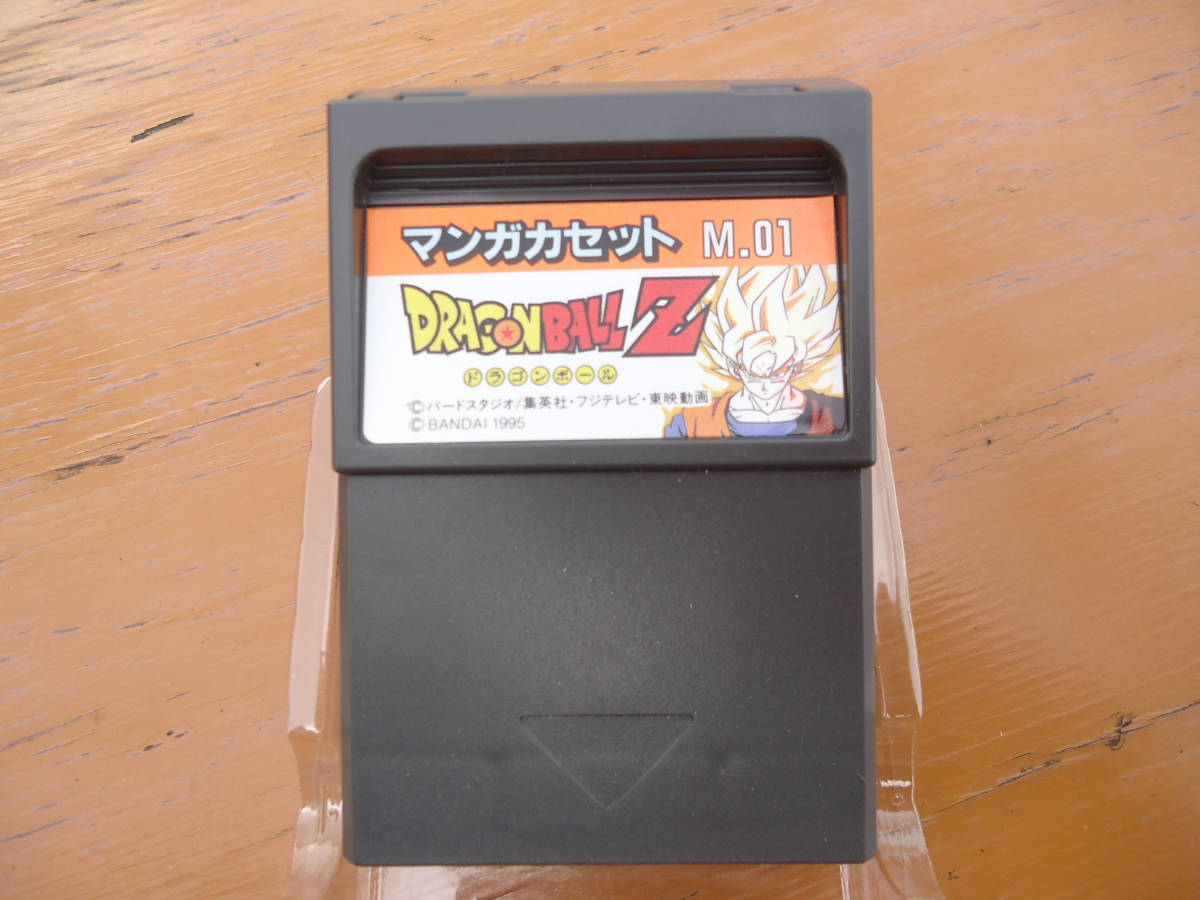 マンガカセット M.01
DRAGON BALL Z
ドラゴンボール
©バードスタジオ/集英社・フジテレビ・東映動画
© BANDAI 1995